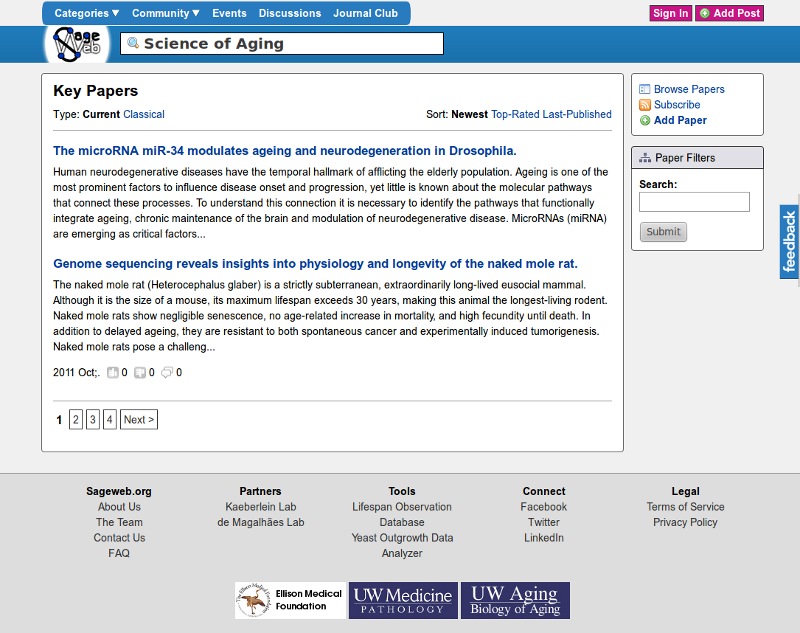 Categories ▼ Community ▼ Events Discussions Journal Club Sign In Add Post
Sage Web
Science of Aging
Key Papers
Type: Current Classical Sort: Newest Top-Rated Last-Published
The microRNA miR-34 modulates ageing and neurodegeneration in Drosophila.
Human neurodegenerative diseases have the temporal hallmark of afflicting the elderly population. Ageing is one of the
most prominent factors to influence disease onset and progression, yet little is known about the molecular pathways
that connect these processes. To understand this connection it is necessary to identify the pathways that functionally
integrate ageing, chronic maintenance of the brain and modulation of neurodegenerative disease. MicroRNAs (miRNA)
are emerging as critical factors...
Genome sequencing reveals insights into physiology and longevity of the naked mole rat.
The naked mole rat (Heterocephalus glaber) is a strictly subterranean, extraordinarily long-lived eusocial mammal.
Although it is the size of a mouse, its maximum lifespan exceeds 30 years, making this animal the longest-living rodent.
Naked mole rats show negligible senescence, no age-related increase in mortality, and high fecundity until death. In
addition to delayed ageing, they are resistant to both spontaneous cancer and experimentally induced tumorigenesis.
Naked mole rats pose a challeng...
2011 Oct;. 0 0 0
1 2 3 4 Next >
Browse Papers
Subscribe
Add Paper
Paper Filters
Search:
Submit
feedback
Sageweb.org
About Us
The Team
Contact Us
FAQ
Partners
Kaeberlein Lab
de Magalhães Lab
Tools
Lifespan Observation
Database
Yeast Outgrowth Data
Analyzer
Connect
Facebook
Twitter
LinkedIn
Legal
Terms of Service
Privacy Policy
Ellison Medical
Foundation
UW Medicine
PATHOLOGY
UW Aging
Biology of Aging